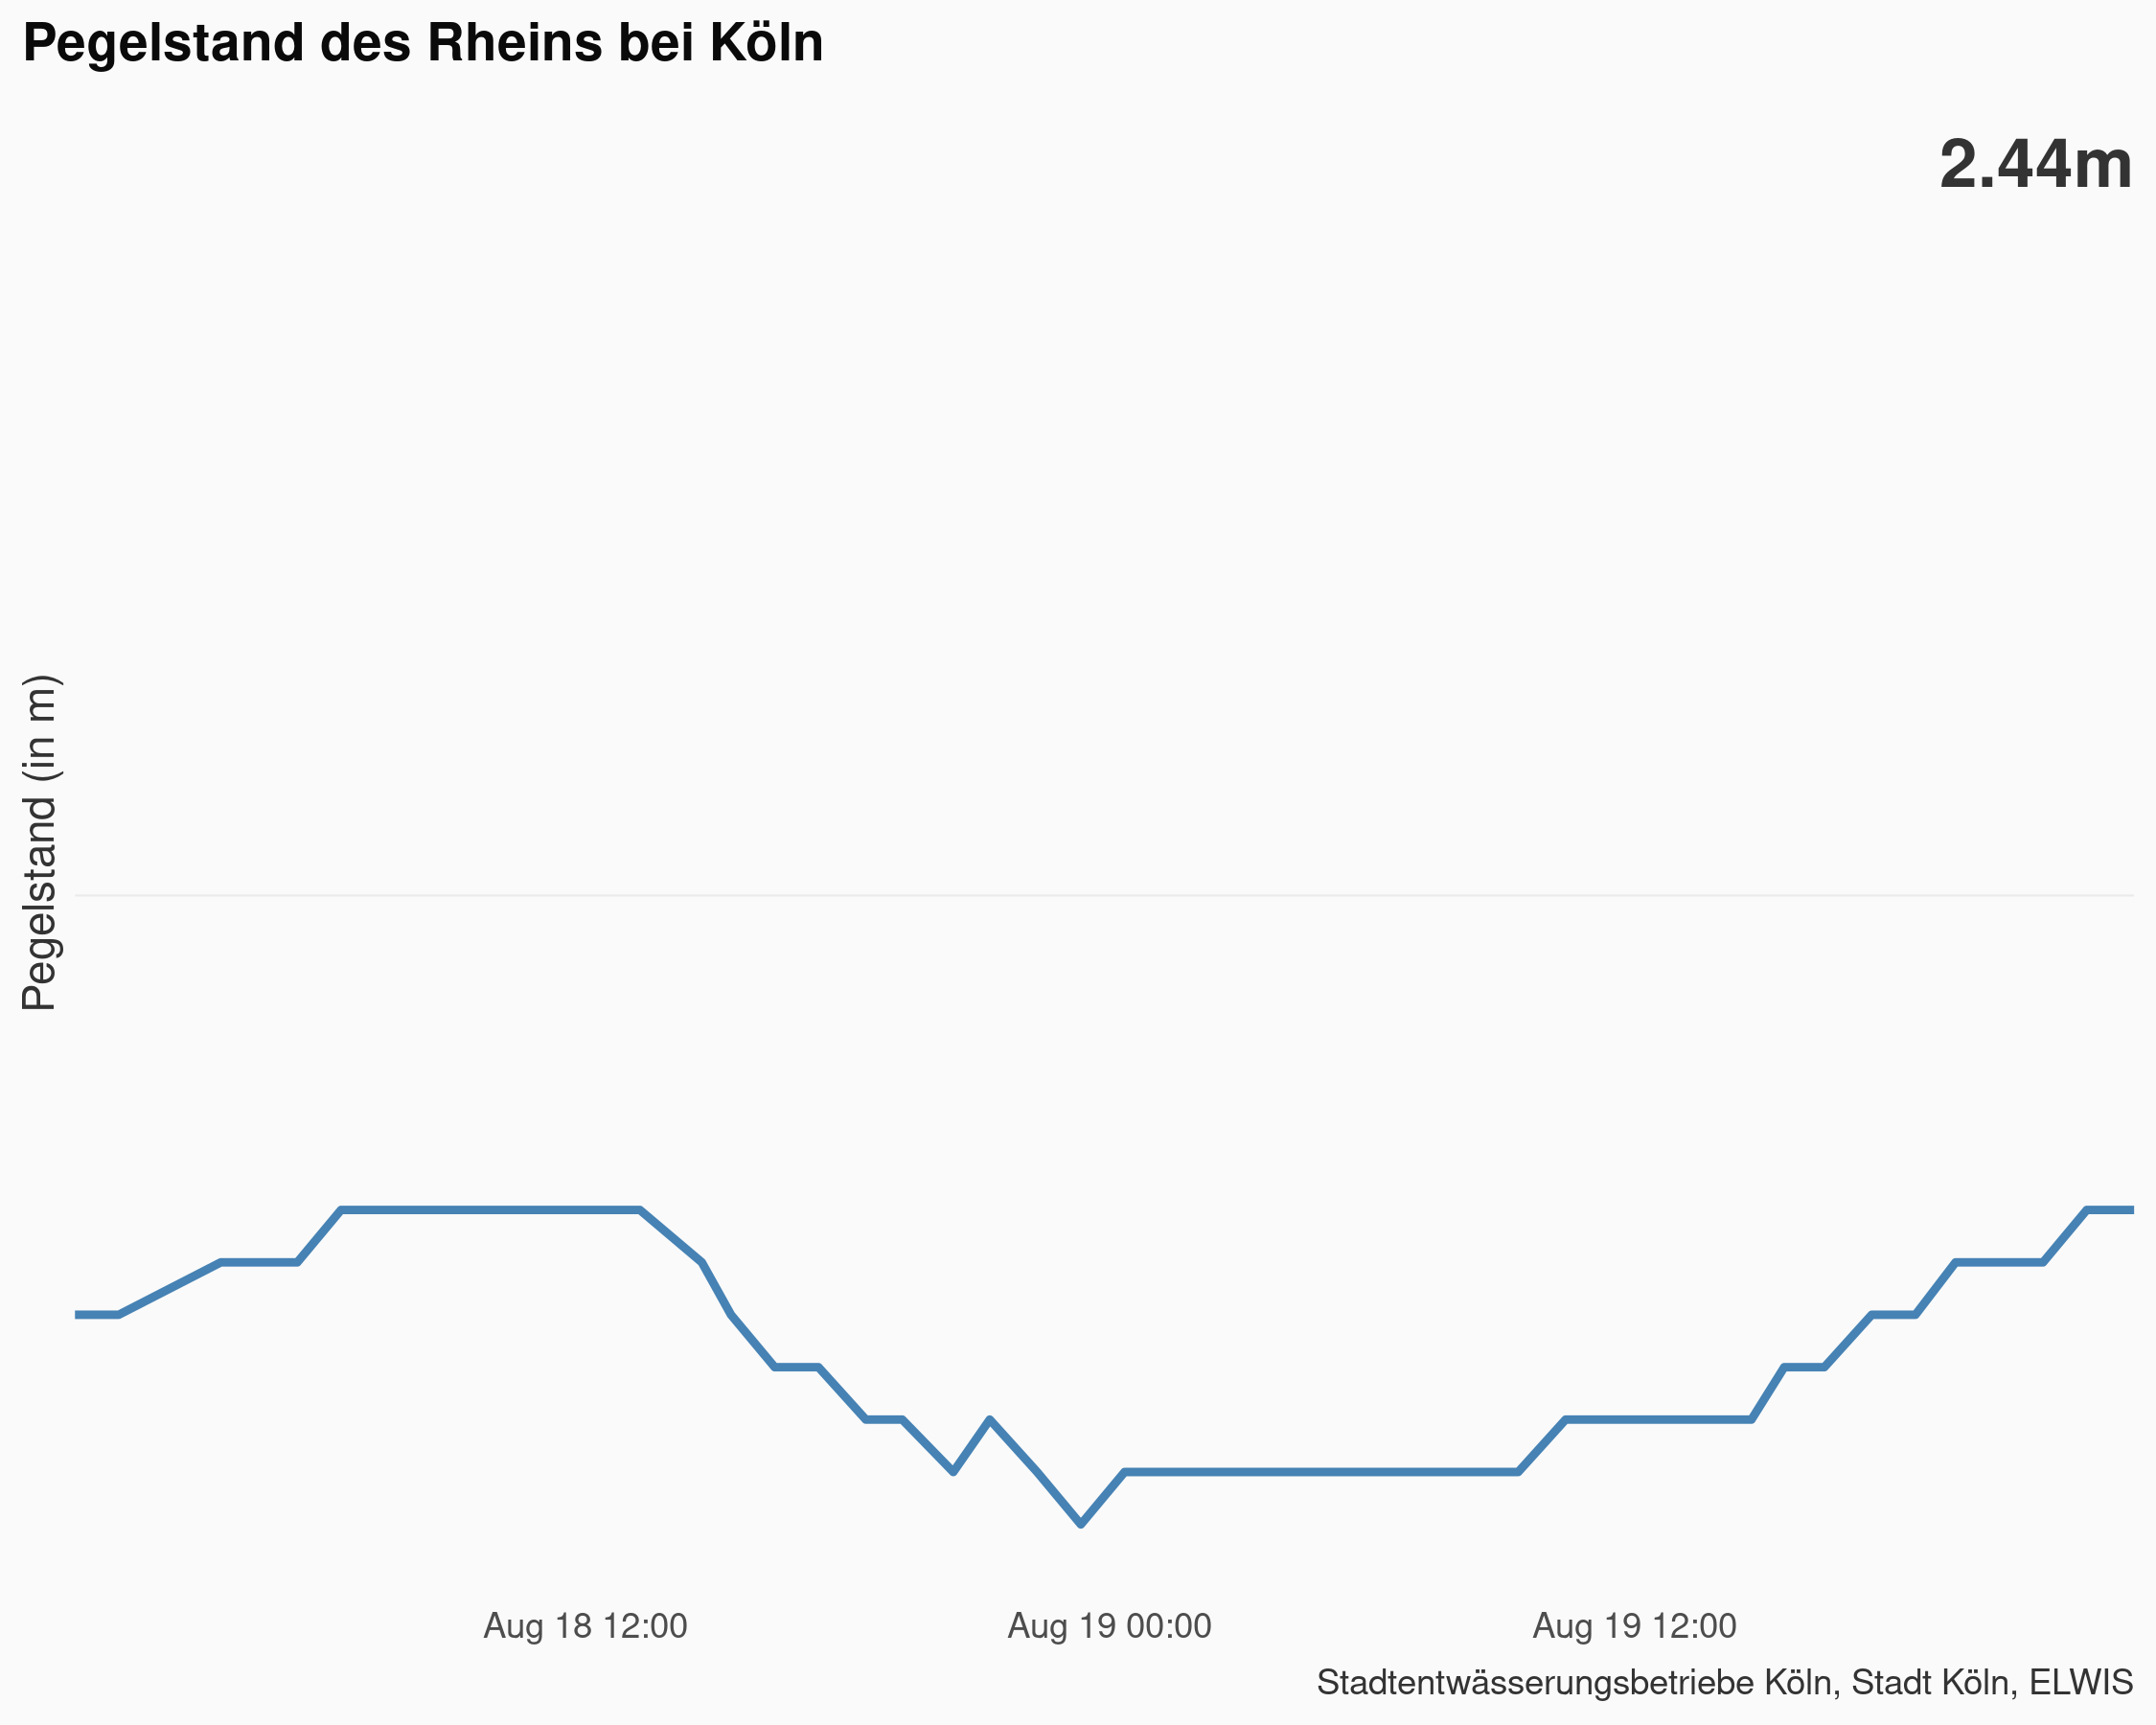 Pegelstand des Rheins bei Köln
2.44m
Pegelstand (in m)
Aug 18 12:00
Aug 19 00:00
Aug 19 12:00
Stadtentwässerungsbetriebe Köln, Stadt Köln, ELWIS